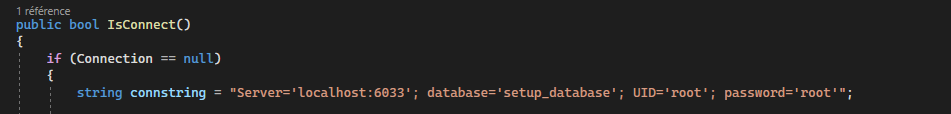 1 référence
public bool IsConnect()
{
if (Connection == null)
{
string connstring = "Server='localhost:6033'; database='setup_database'; UID='root'; password='root'";